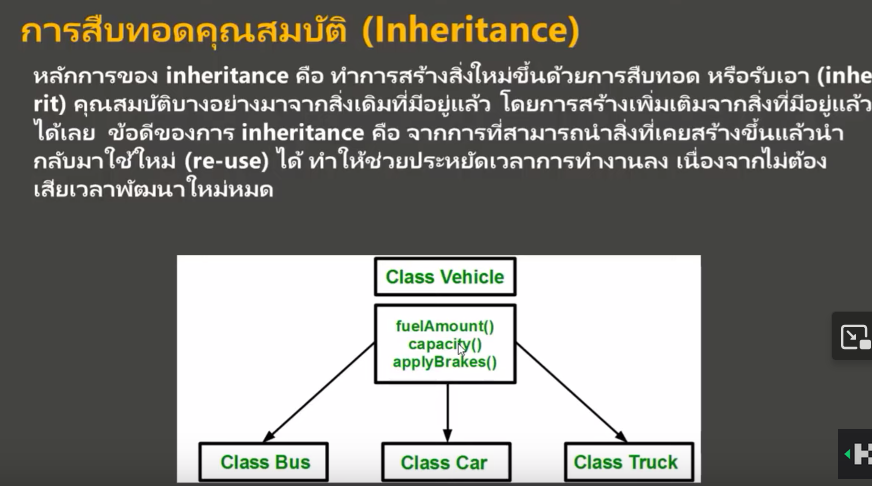 การสืบทอดคุณสมบัติ (Inheritance)
หลักการของ inheritance คือ ทำการสร้างสิ่งใหม่ขึ้นด้วยการสืบทอด หรือรับเอา (inhe
rit) คุณสมบัติบางอย่างมาจากสิ่งเดิมที่มีอยู่แล้ว โดยการสร้างเพิ่มเติมจากสิ่งที่มีอยู่แล้ว
ได้เลย ข้อดีของการ inheritance คือ จากการที่สามารถนำสิ่งที่เคยสร้างขึ้นแล้วนำ
กลับมาใช้ใหม่ (re-use) ได้ ทำให้ช่วยประหยัดเวลาการทำงานลง เนื่องจากไม่ต้อง
เสียเวลาพัฒนาใหม่หมด
Class Vehicle
fuelAmount()
capacity()
applyBrakes()
Class Bus
Class Car
Class Truck